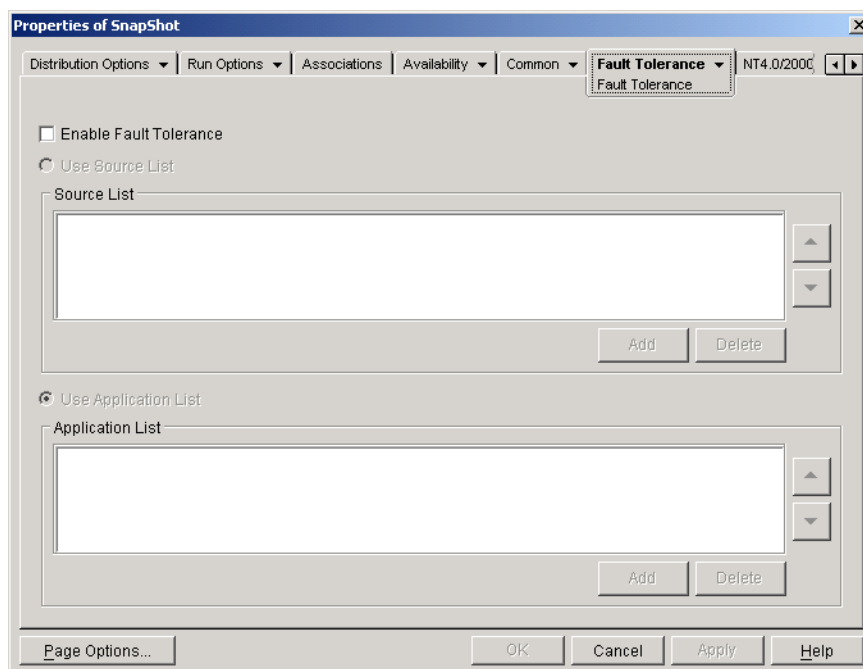 Properties of SnapShot
Distribution Options Run Options Associations Availability Common Fault Tolerance NT4.0/2000
Fault Tolerance
Enable Fault Tolerance
Use Source List
Source List
Add Delete
Use Application List
Application List
Add Delete
Page Options... OK Cancel Apply Help